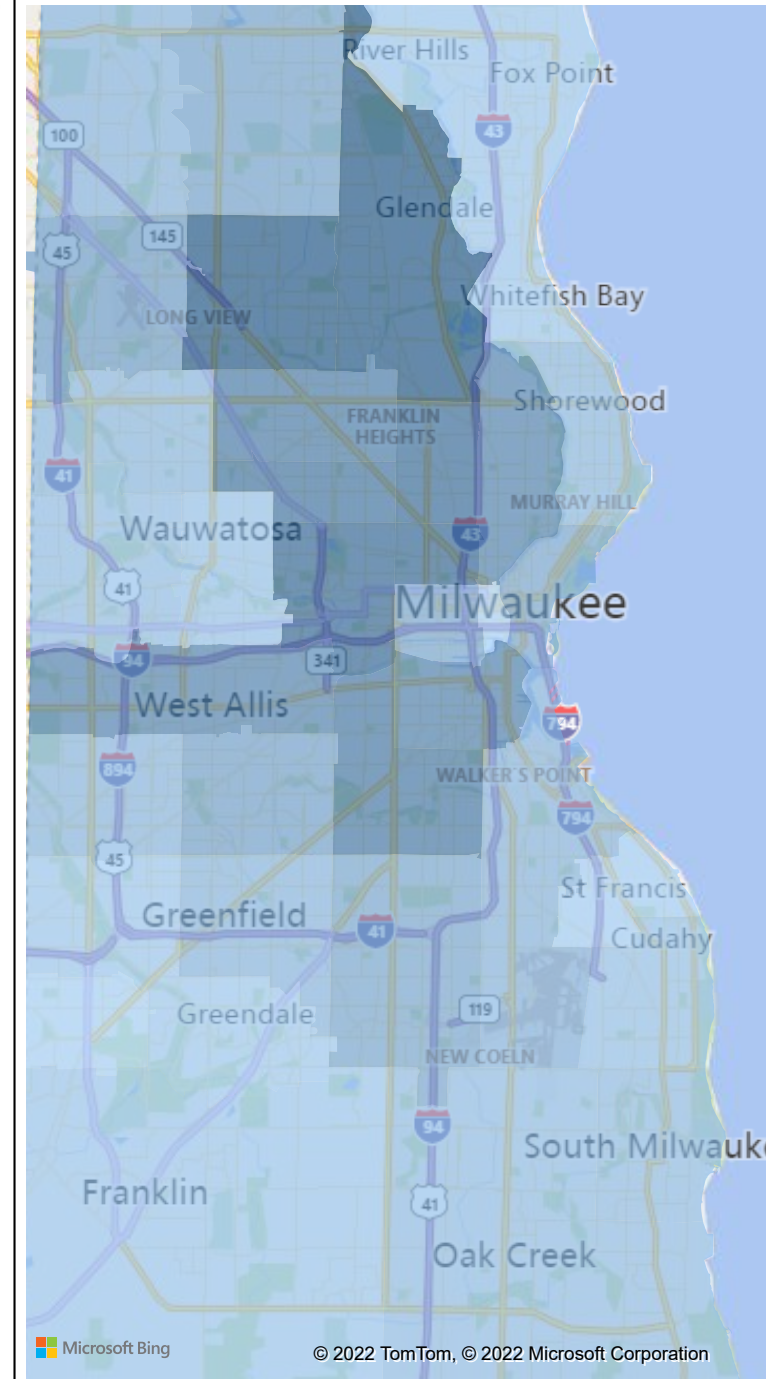 River Hills
Fox Point
43
100
Glendale
145
45
Whitefish Bay
LONG VIEW
Shorewood
FRANKLIN
HEIGHTS
41
MURRAY HILL
Wauwatosa
43
41
Milwaukee
94
341
West Allis
794
894
WALKER'S POINT
794
45
St Francis
Greenfield
41
Cudahy
119
Greendale
NEW COELN
94
South Milwauk
Franklin
41
Oak Creek
Microsoft Bing
© 2022 TomTom, © 2022 Microsoft Corporation